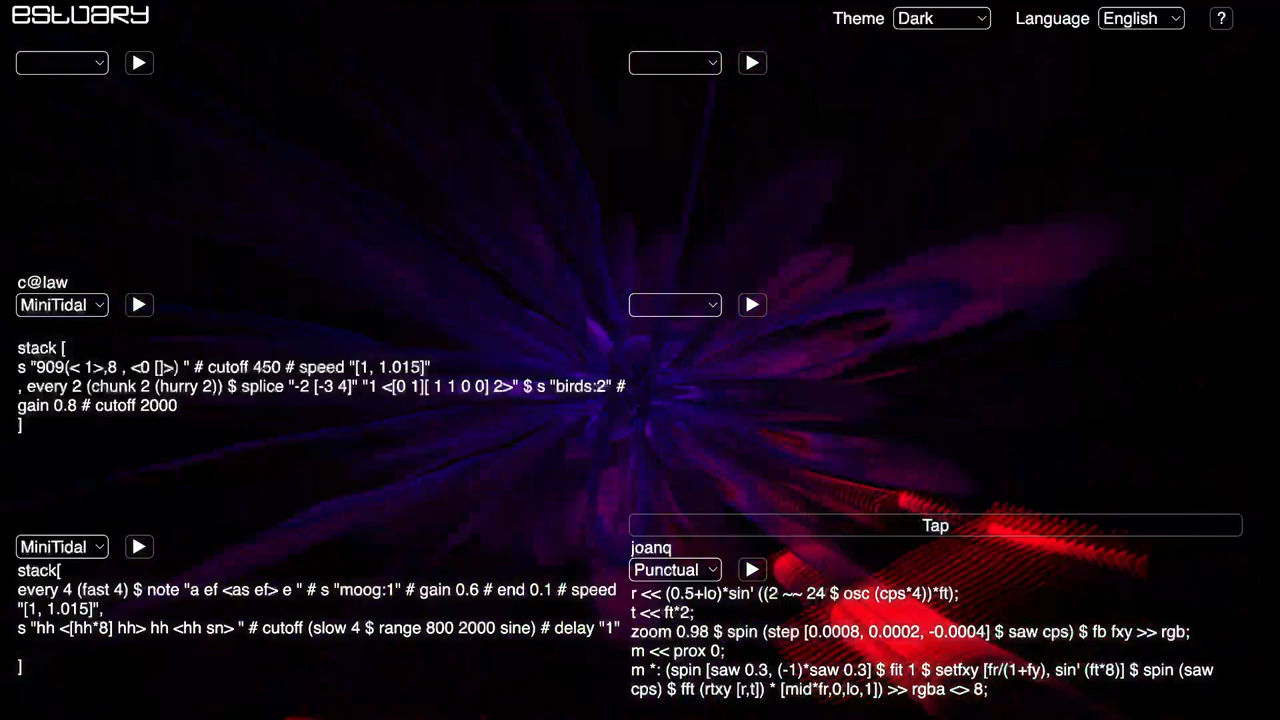 estuary
Theme Dark Language English ?
c@law
MiniTidal
stack [
s "909(< 1>,8 , <0 []>) " # cutoff 450 # speed "[1, 1.015]"
, every 2 (chunk 2 (hurry 2)) $ splice "-2 [-3 4]" "1 <[0 1][ 1 1 0 0] 2>" $ s "birds:2" #
gain 0.8 # cutoff 2000
]
MiniTidal
stack[
every 4 (fast 4) $ note "a ef <as ef> e " # s "moog:1" # gain 0.6 # end 0.1 # speed
"[1, 1.015]",
s "hh <[hh*8] hh> hh <hh sn> " # cutoff (slow 4 $ range 800 2000 sine) # delay "1"
]
Tap
joanq
Punctual
r << (0.5+lo)*sin' ((2 ~~ 24 $ osc (cps*4))*ft);
t << ft*2;
zoom 0.98 $ spin (step [0.0008, 0.0002, -0.0004] $ saw cps) $ fb fxy >> rgb;
m << prox 0;
m *: (spin [saw 0.3, (-1)*saw 0.3] $ fit 1 $ setfxy [fr/(1+fy), sin' (ft*8)] $ spin (saw
cps) $ fft (rtxy [r,t]) * [mid*fr,0,lo,1]) >> rgba <> 8;